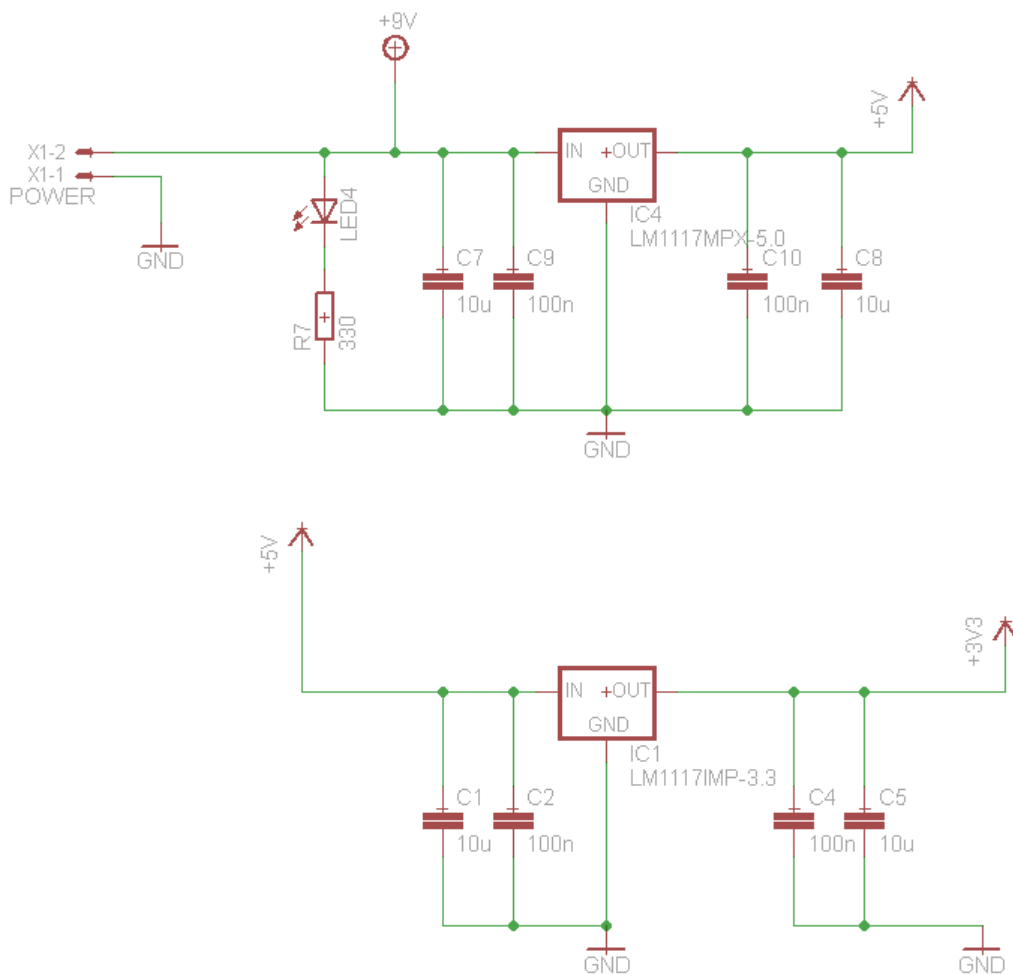 +9V
+5V
X1-2
X1-1
POWER
GND
LED4
R7
330
C7
10u
C9
100n
IN +OUT
GND
IC4
LM1117MPX-5.0
C10
100n
C8
10u
GND
+5V
+3V3
IN +OUT
GND
IC1
LM1117IMP-3.3
C1
10u
C2
100n
C4
100n
C5
10u
GND
GND